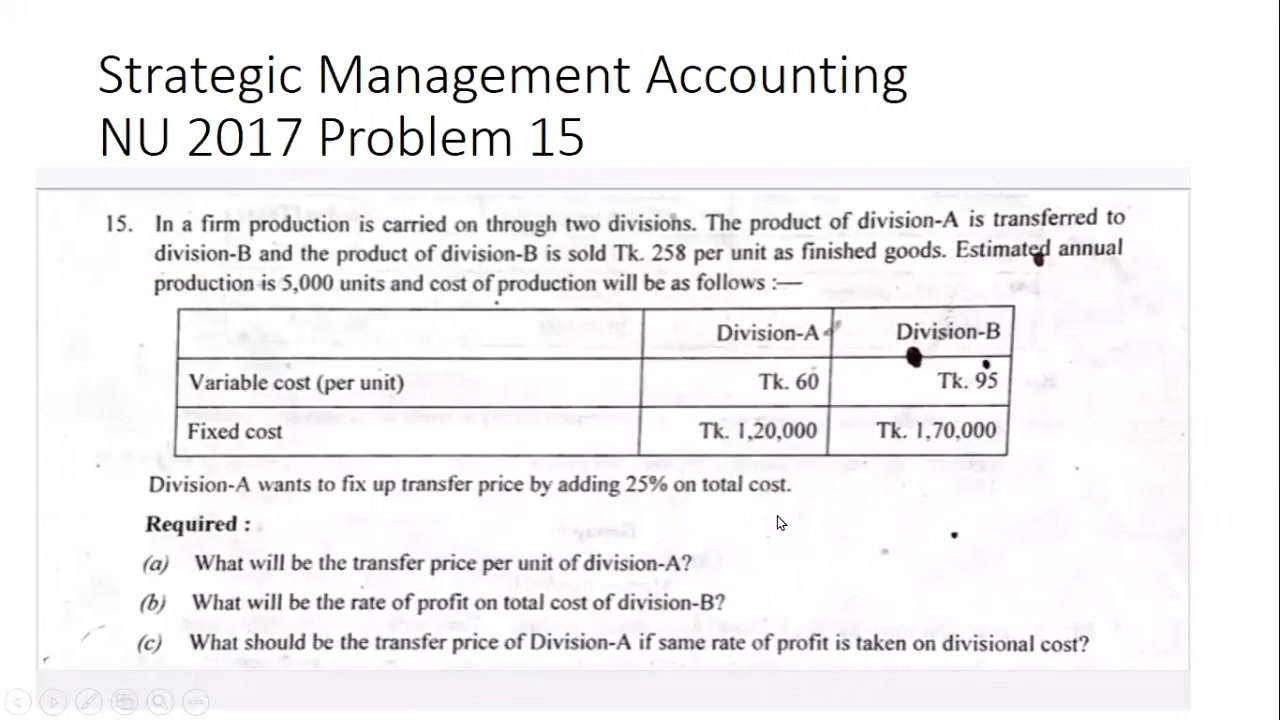 Strategic Management Accounting
NU 2017 Problem 15
15. In a firm production is carried on through two divisions. The product of division-A is transferred to
division-B and the product of division-B is sold Tk. 258 per unit as finished goods. Estimated annual
production is 5,000 units and cost of production will be as follows :—
Division-A Division-B
Variable cost (per unit) Tk. 60 Tk. 95
Fixed cost Tk. 1,20,000 Tk. 1,70,000
Division-A wants to fix up transfer price by adding 25% on total cost.
Required :
(a) What will be the transfer price per unit of division-A?
(b) What will be the rate of profit on total cost of division-B?
(c) What should be the transfer price of Division-A if same rate of profit is taken on divisional cost?